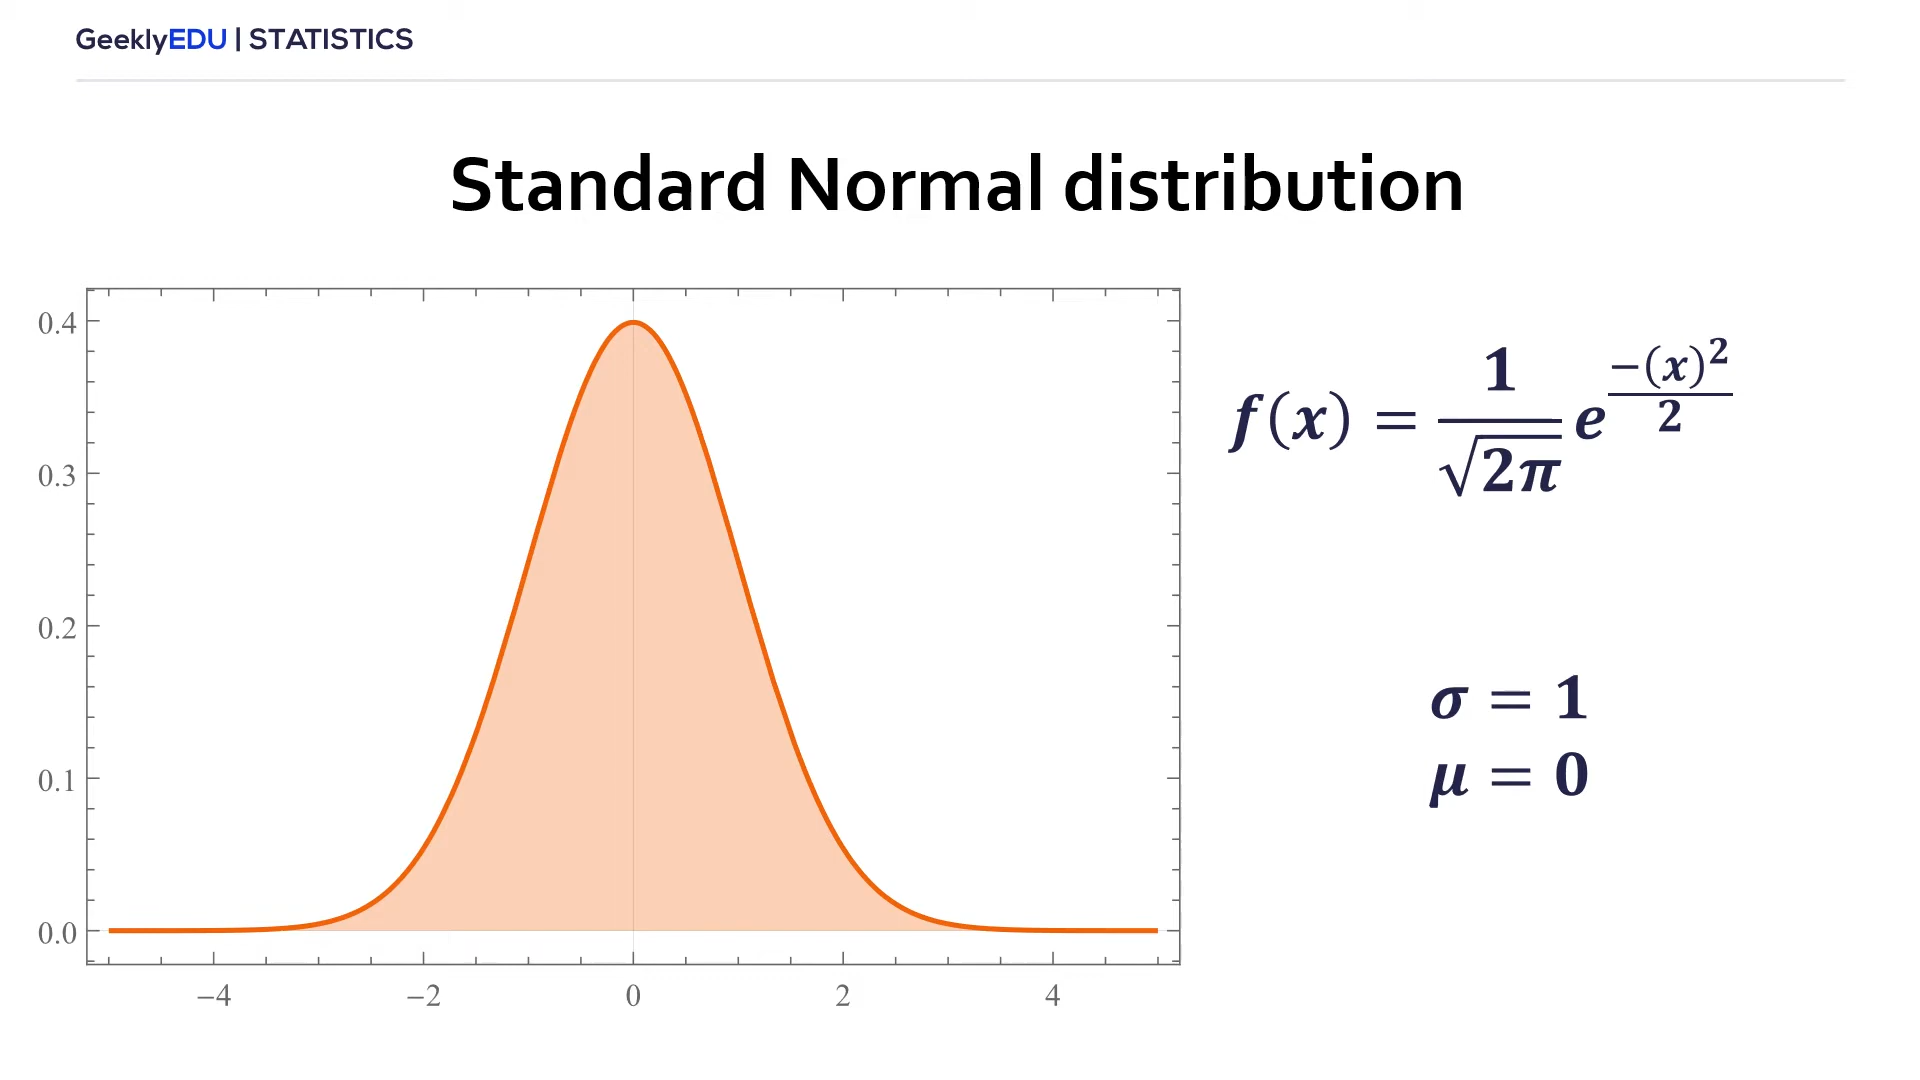 GeeklyEDU | STATISTICS
Standard Normal distribution
0.4
0.3
0.2
0.1
0.0
−4 −2 0 2 4
f(x) = 1/√2π e^(−(x)²/2)
σ = 1
μ = 0